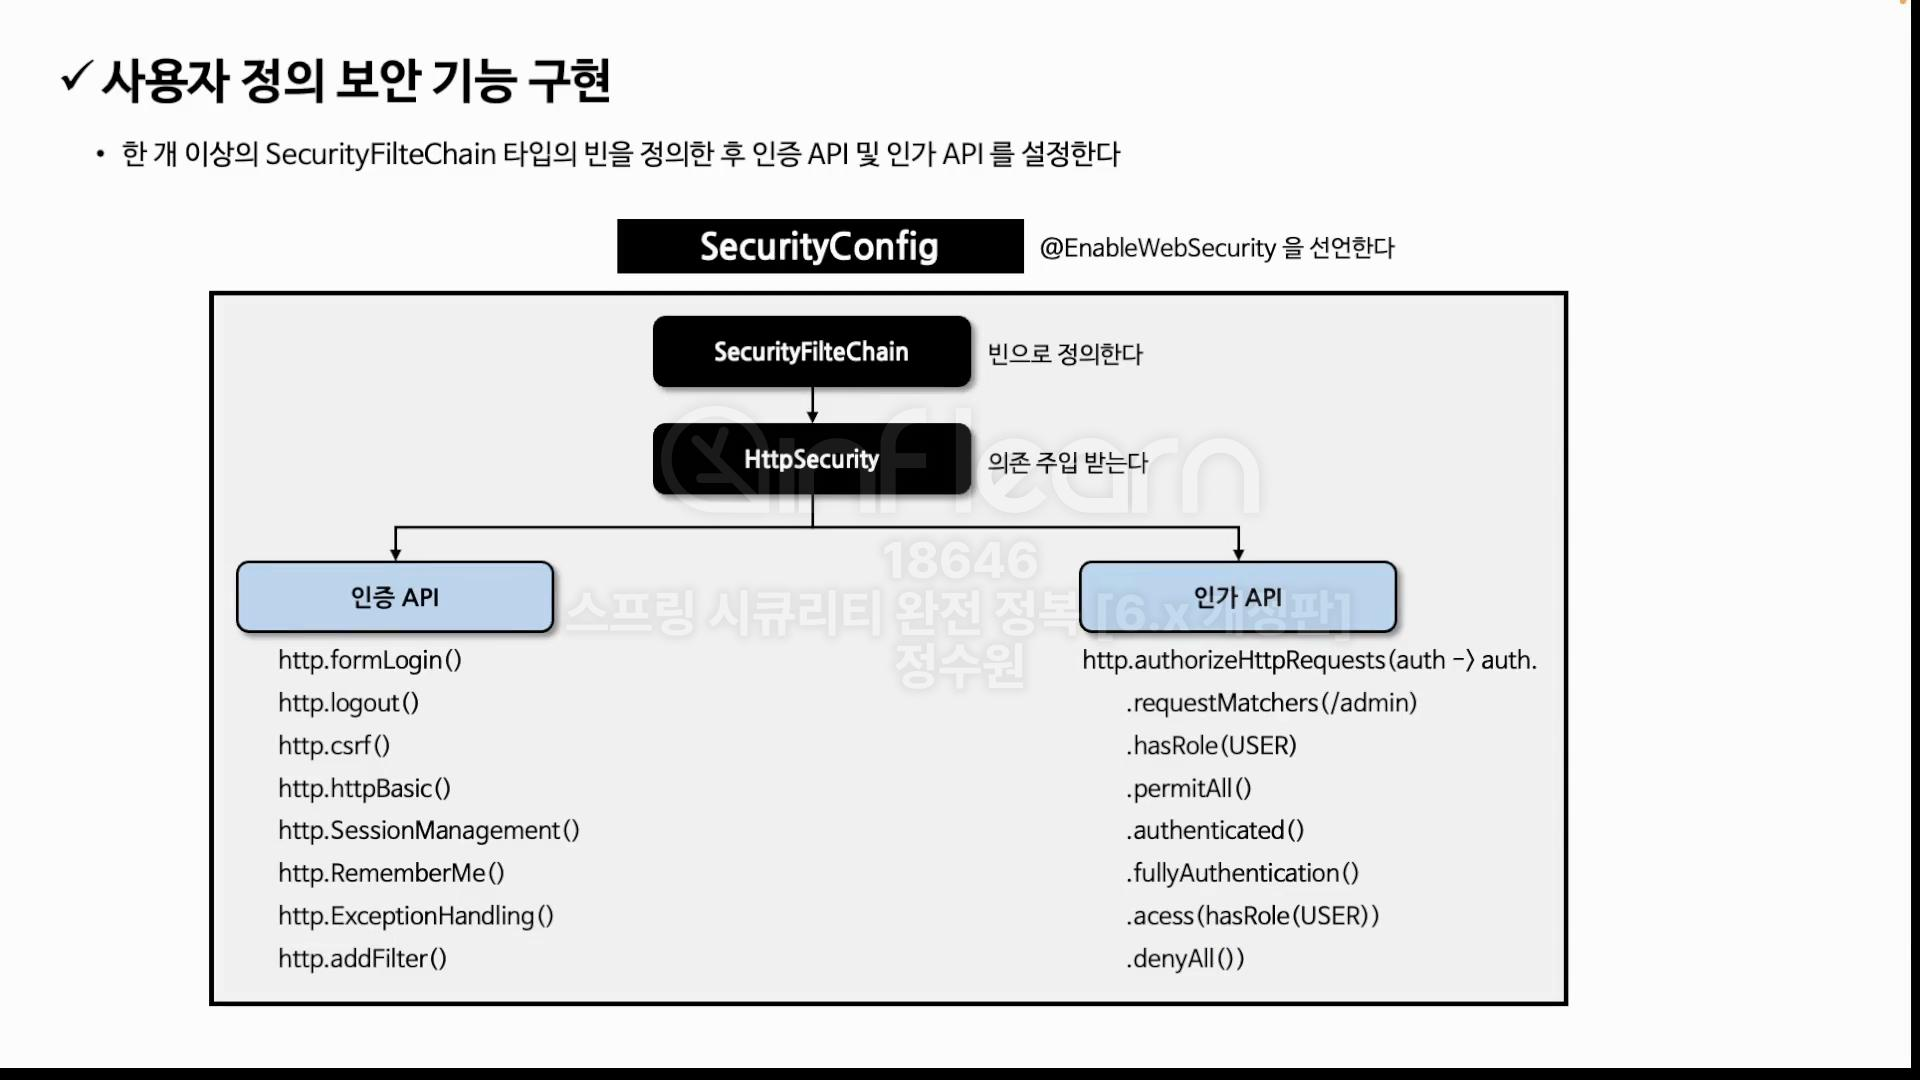 ✓ 사용자 정의 보안 기능 구현
• 한 개 이상의 SecurityFilteChain 타입의 빈을 정의한 후 인증 API 및 인가 API 를 설정한다
SecurityConfig @EnableWebSecurity 을 선언한다
SecurityFilteChain 빈으로 정의한다
HttpSecurity 의존 주입 받는다
inflearn
18646
스프링 시큐리티 완전 정복 [6.x 개정판]
정수원
인증 API
http.formLogin()
http.logout()
http.csrf()
http.httpBasic()
http.SessionManagement()
http.RememberMe()
http.ExceptionHandling()
http.addFilter()
인가 API
http.authorizeHttpRequests(auth -> auth.
.requestMatchers(/admin)
.hasRole(USER)
.permitAll()
.authenticated()
.fullyAuthentication()
.acess(hasRole(USER))
.denyAll())